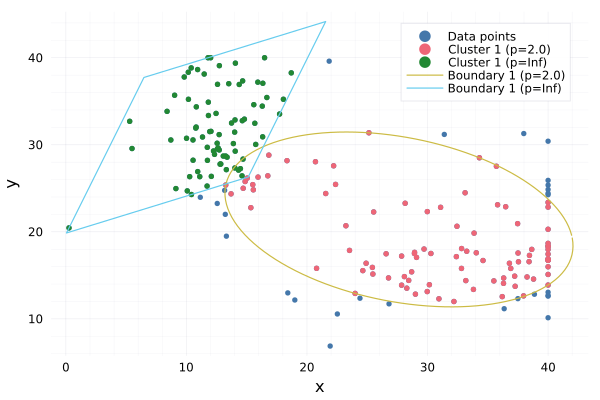 Data points
Cluster 1 (p=2.0)
Cluster 1 (p=Inf)
Boundary 1 (p=2.0)
Boundary 1 (p=Inf)
40
30
y
20
10
0 10 20 30 40
x